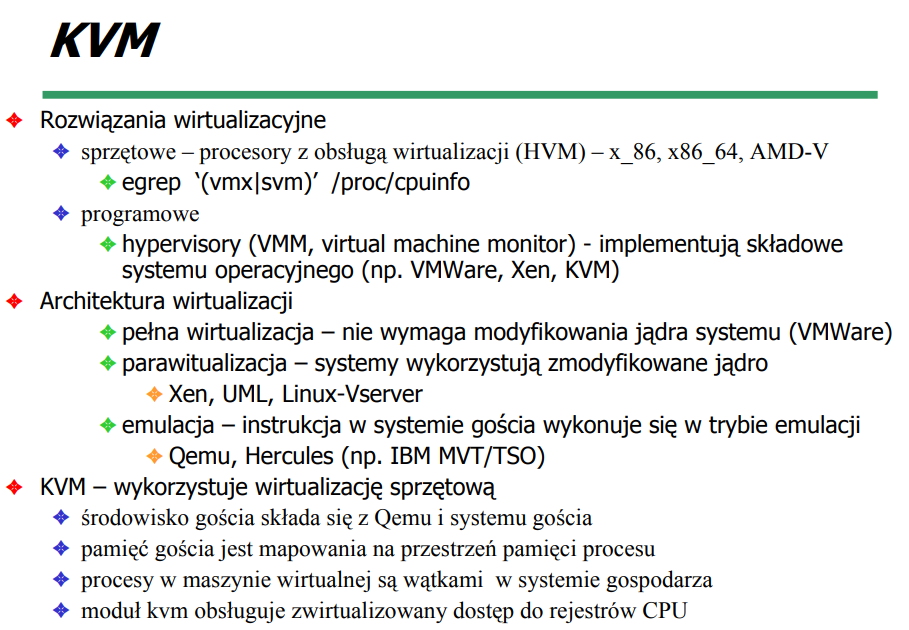 KVM
Rozwiązania wirtualizacyjne
sprzętowe – procesory z obsługą wirtualizacji (HVM) – x_86, x86_64, AMD-V
egrep ‘(vmx|svm)’ /proc/cpuinfo
programowe
hypervisory (VMM, virtual machine monitor) - implementują składowe
systemu operacyjnego (np. VMWare, Xen, KVM)
Architektura wirtualizacji
pełna wirtualizacja – nie wymaga modyfikowania jądra systemu (VMWare)
parawitualizacja – systemy wykorzystują zmodyfikowane jądro
Xen, UML, Linux-Vserver
emulacja – instrukcja w systemie gościa wykonuje się w trybie emulacji
Qemu, Hercules (np. IBM MVT/TSO)
KVM – wykorzystuje wirtualizację sprzętową
środowisko gościa składa się z Qemu i systemu gościa
pamięć gościa jest mapowania na przestrzeń pamięci procesu
procesy w maszynie wirtualnej są wątkami w systemie gospodarza
moduł kvm obsługuje zwirtualizowany dostęp do rejestrów CPU